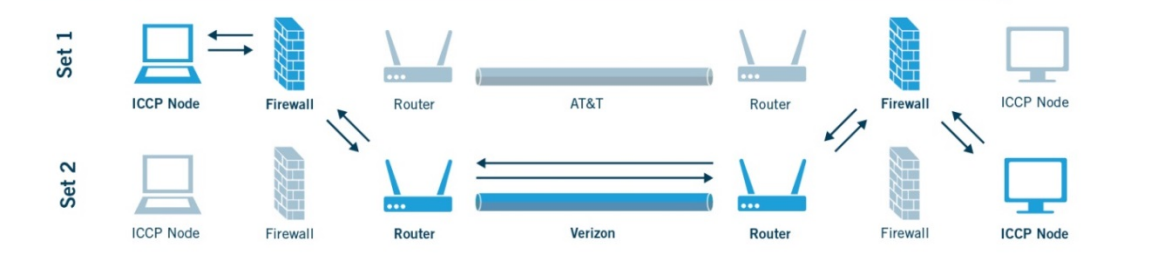 Set 1
ICCP Node
Firewall
Router
AT&T
Router
Firewall
ICCP Node
Set 2
ICCP Node
Firewall
Router
Verizon
Router
Firewall
ICCP Node